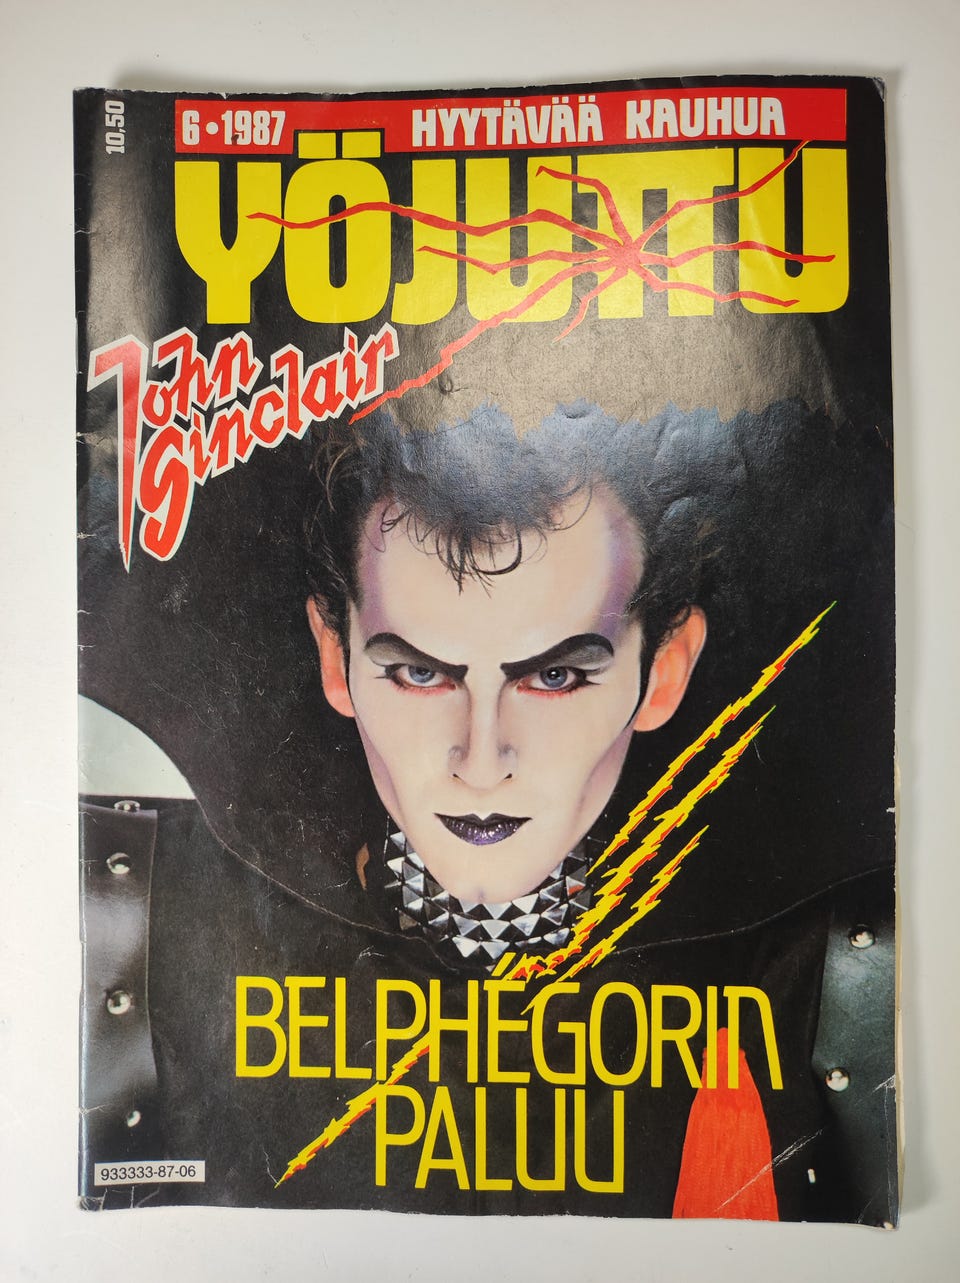 10,50
6•1987
HYYTÄVÄÄ KAUHUA
YÖJUTTU
John
Sinclair
BELPHÉGORIN
PALUU
933333-87-06